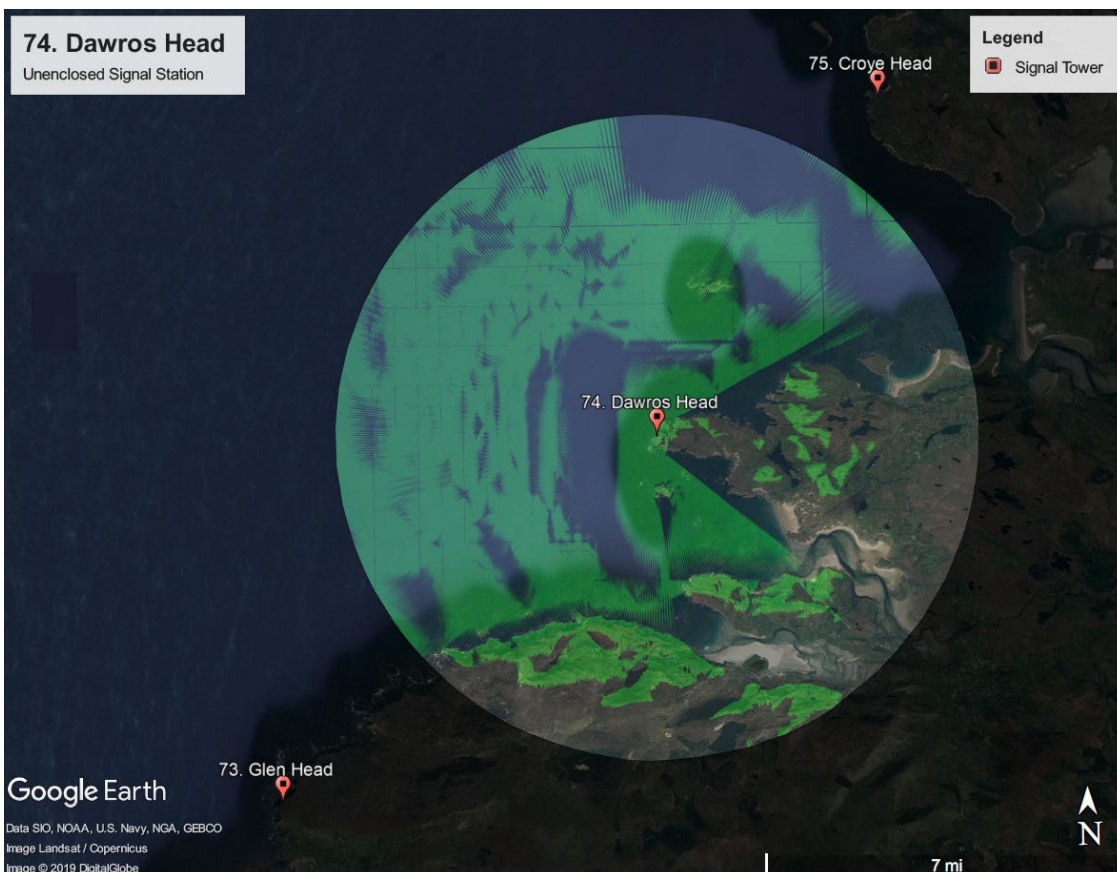 74. Dawros Head
Unenclosed Signal Station
Legend
Signal Tower
75. Croye Head
74. Dawros Head
73. Glen Head
Google Earth
Data SIO, NOAA, U.S. Navy, NGA, GEBCO
Image Landsat / Copernicus
Image © 2019 DigitalGlobe
N
7 mi